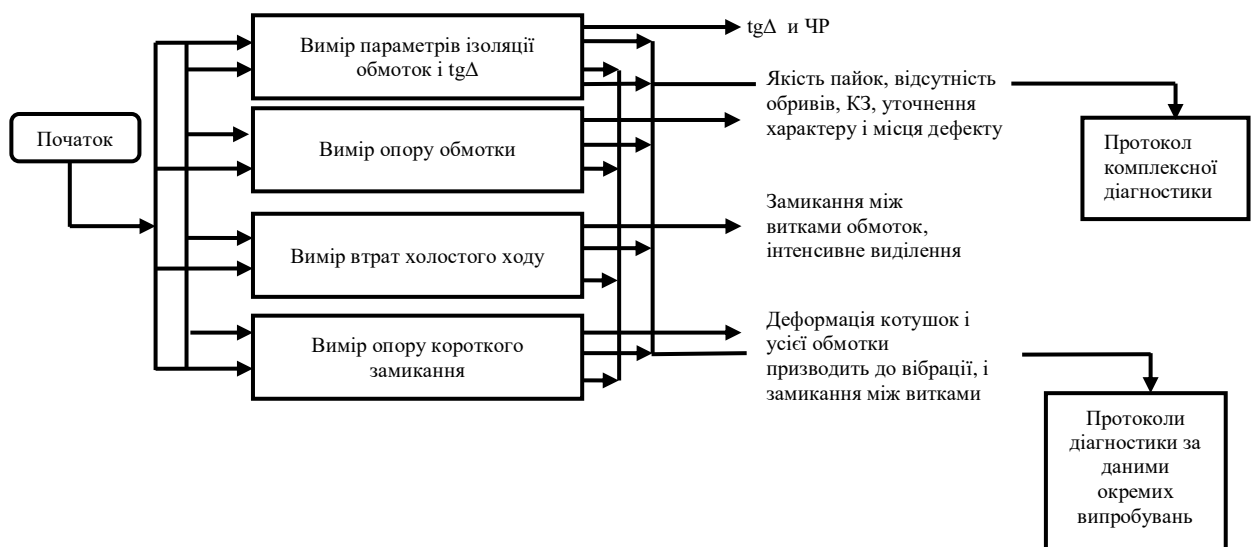 Початок
Вимір параметрів ізоляції
обмоток і tgΔ
Вимір опору обмотки
Вимір втрат холостого ходу
Вимір опору короткого
замикання
tgΔ и ЧР
Якість пайок, відсутність
обривів, КЗ, уточнення
характеру і місця дефекту
Замикання між
витками обмоток,
інтенсивне виділення
Деформація котушок і
усієї обмотки
призводить до вібрації, і
замикання між витками
Протокол
комплексної
діагностики
Протоколи
діагностики за
даними
окремих
випробувань